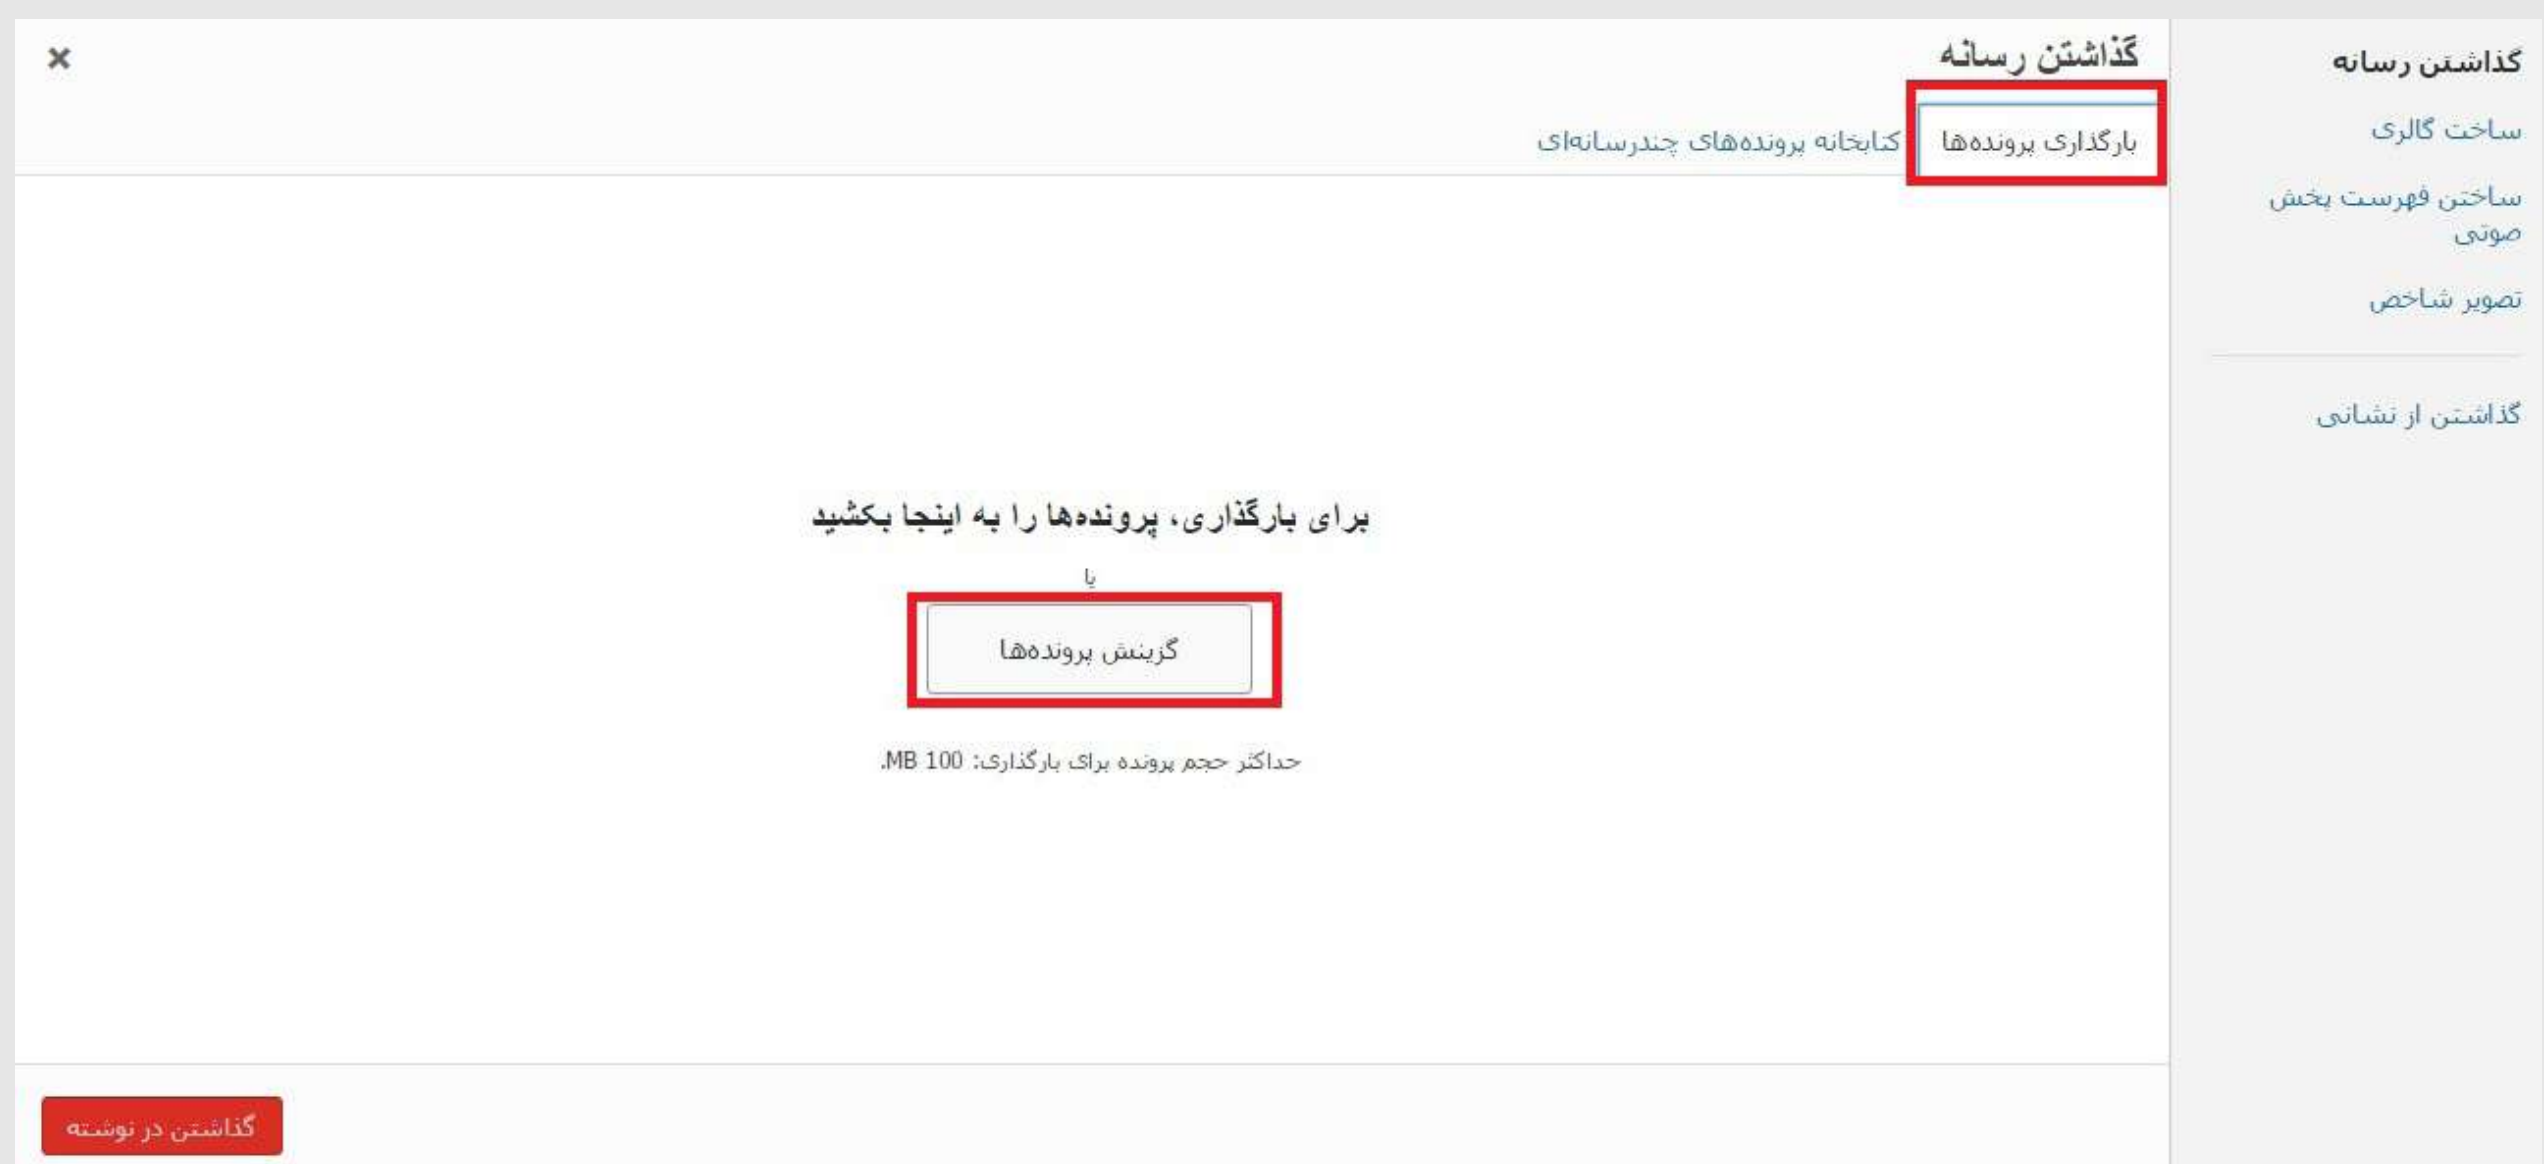 گذاشتن رسانه
ساخت گالری
ساختن فهرست پخش
صوتی
تصویر شاخص
گذاشتن از نشانی
گذاشتن رسانه
بارگذاری پرونده‌ها
کتابخانه پرونده‌های چندرسانه‌ای
برای بارگذاری، پرونده‌ها را به اینجا بکشید
یا
گزینش پرونده‌ها
حداکثر حجم پرونده برای بارگذاری: 100 MB.
گذاشتن در نوشته